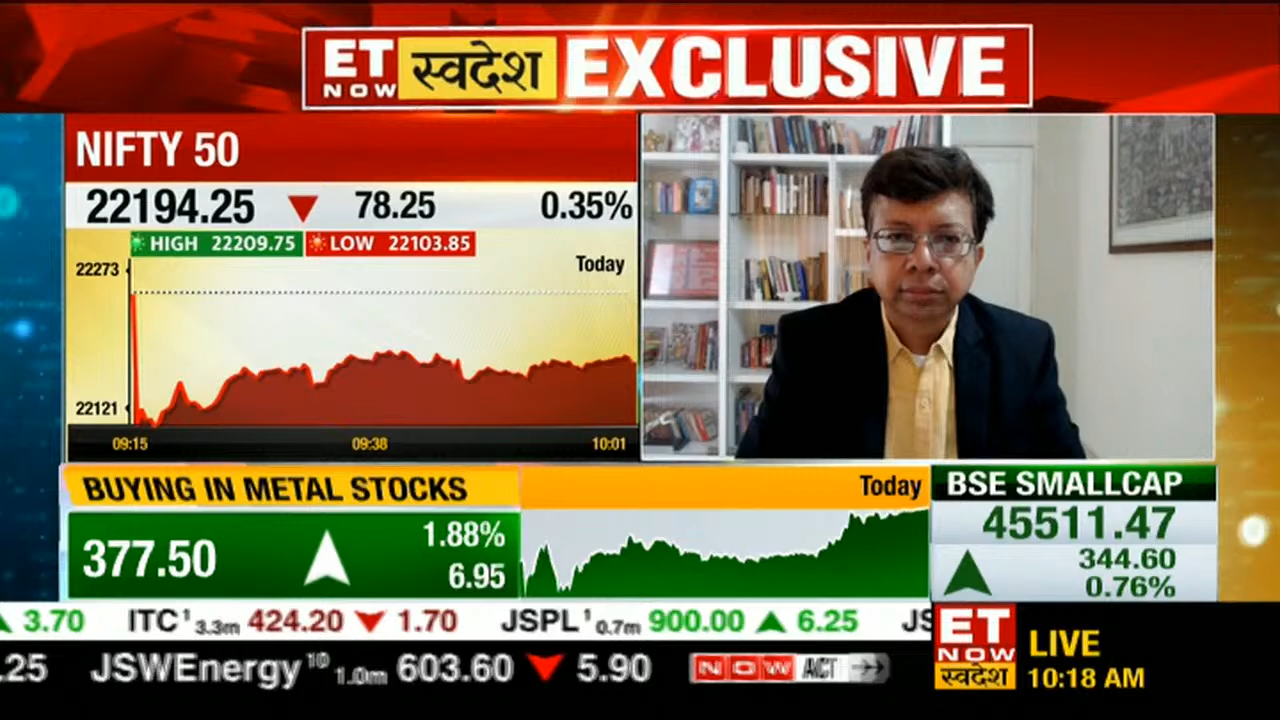 ET NOW स्वदेश EXCLUSIVE
NIFTY 50
22194.25 78.25 0.35%
HIGH 22209.75 LOW 22103.85
22273
Today
22121
09:15 09:38 10:01
BUYING IN METAL STOCKS
377.50 1.88%
6.95
Today
BSE SMALLCAP
45511.47
344.60
0.76%
3.70 ITC¹ 3.3m 424.20 1.70 JSPL¹ 0.7m 900.00 6.25 JS
.25 JSWEnergy¹⁰ 1.0m 603.60 5.90 NOW ACT
ET NOW स्वदेश
LIVE
10:18 AM